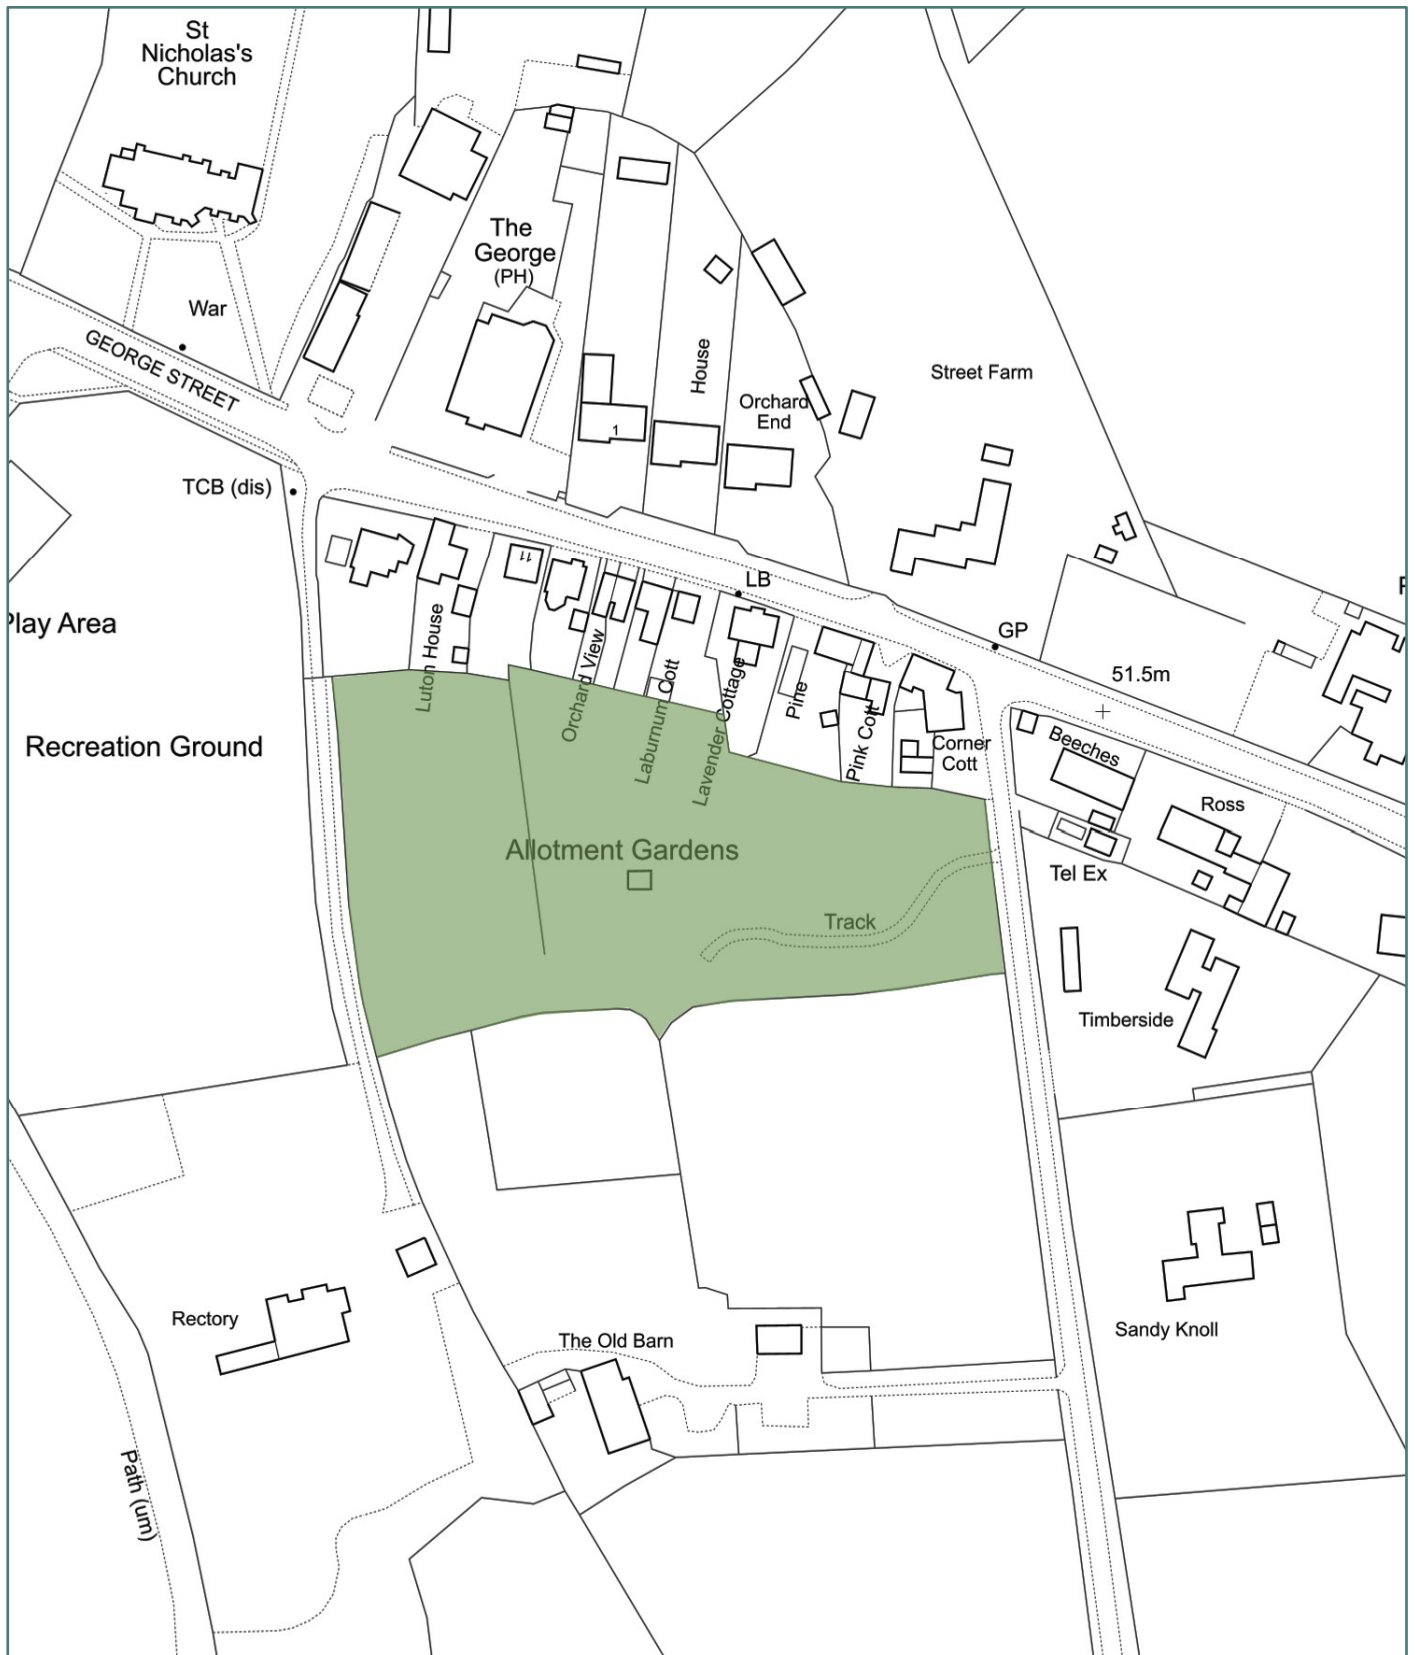 St
Nicholas's
Church
The
George
(PH)
War
GEORGE STREET
House
Street Farm
Orchard
End
1
TCB (dis)
11
LB
GP
Play Area
Luton House
Orchard View
Laburnum Cott
Lavender Cottage
Pine
Pink Cott
Corner
Cott
51.5m
Recreation Ground
Beeches
Ross
Allotment Gardens
Tel Ex
Track
Timberside
Rectory
The Old Barn
Sandy Knoll
Path (um)